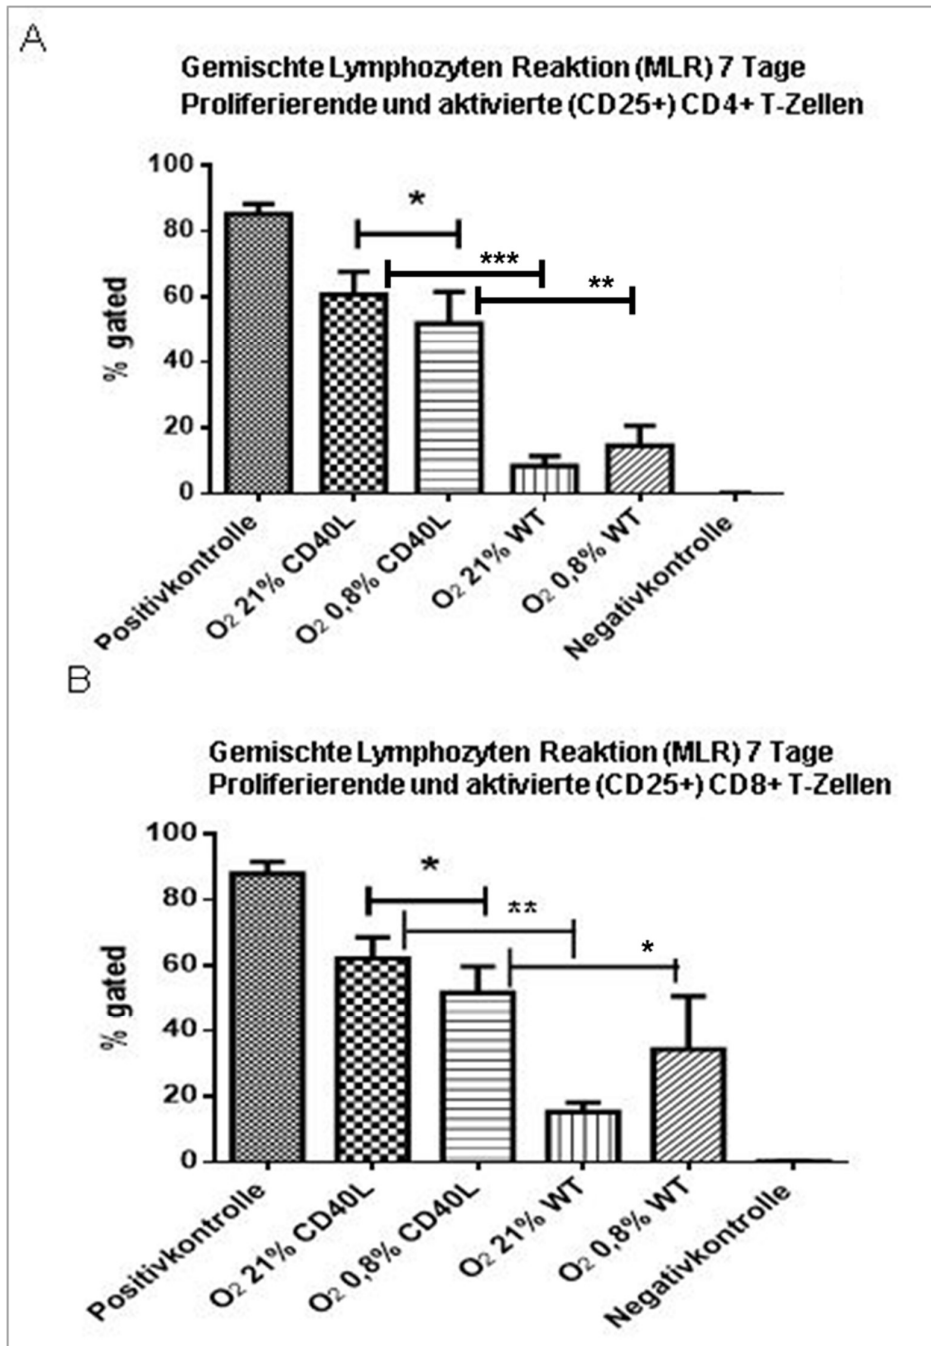 A
Gemischte Lymphozyten Reaktion (MLR) 7 Tage
Proliferierende und aktivierte (CD25+) CD4+ T-Zellen
% gated
100
80
60
40
20
0
*
***
**
Positivkontrolle
O₂ 21% CD40L
O₂ 0,8% CD40L
O₂ 21% WT
O₂ 0,8% WT
Negativkontrolle
B
Gemischte Lymphozyten Reaktion (MLR) 7 Tage
Proliferierende und aktivierte (CD25+) CD8+ T-Zellen
% gated
100
80
60
40
20
0
*
**
*
Positivkontrolle
O₂ 21% CD40L
O₂ 0,8% CD40L
O₂ 21% WT
O₂ 0,8% WT
Negativkontrolle